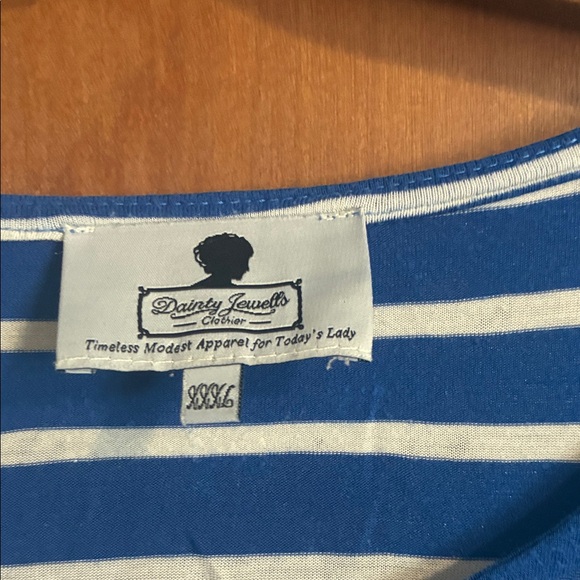 Dainty Jewell's
Clothier
Timeless Modest Apparel for Today's Lady
XXXL